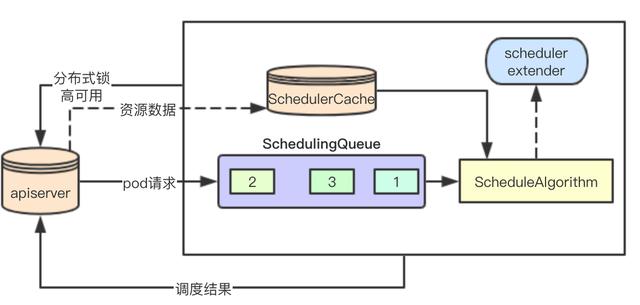 scheduler
extender
分布式锁
高可用
资源数据
SchedulerCache
SchedulingQueue
apiserver
pod请求
2
3
1
ScheduleAlgorithm
调度结果